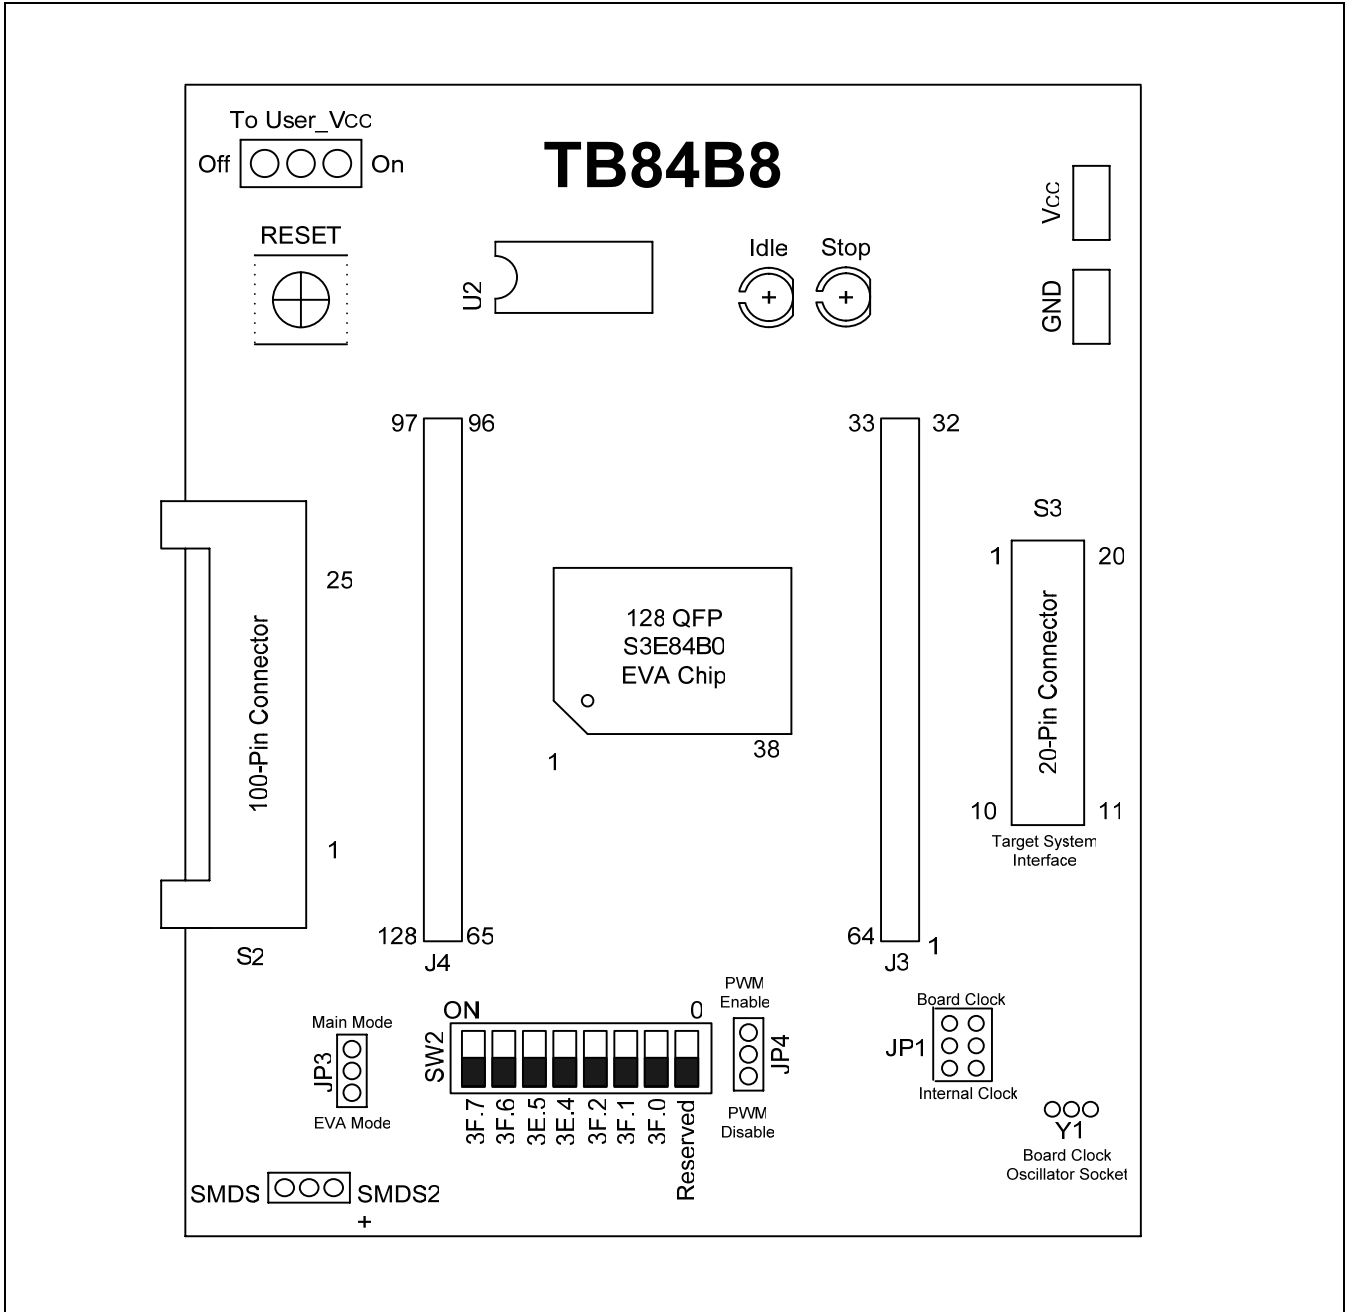 To User_Vcc
Off
On
TB84B8
RESET
U2
Idle
Stop
Vcc
GND
97
96
33
32
S3
1
20
25
100-Pin Connector
128 QFP
S3E84B0
EVA Chip
20-Pin Connector
1
38
10
11
1
Target System
Interface
128
65
64
1
S2
J4
J3
PWM
Enable
Board Clock
ON
0
Main Mode
JP3
SW2
JP4
JP1
EVA Mode
3F.7
3F.6
3E.5
3E.4
3F.2
3F.1
3F.0
Reserved
PWM
Disable
Internal Clock
Y1
Board Clock
Oscillator Socket
SMDS
SMDS2
+